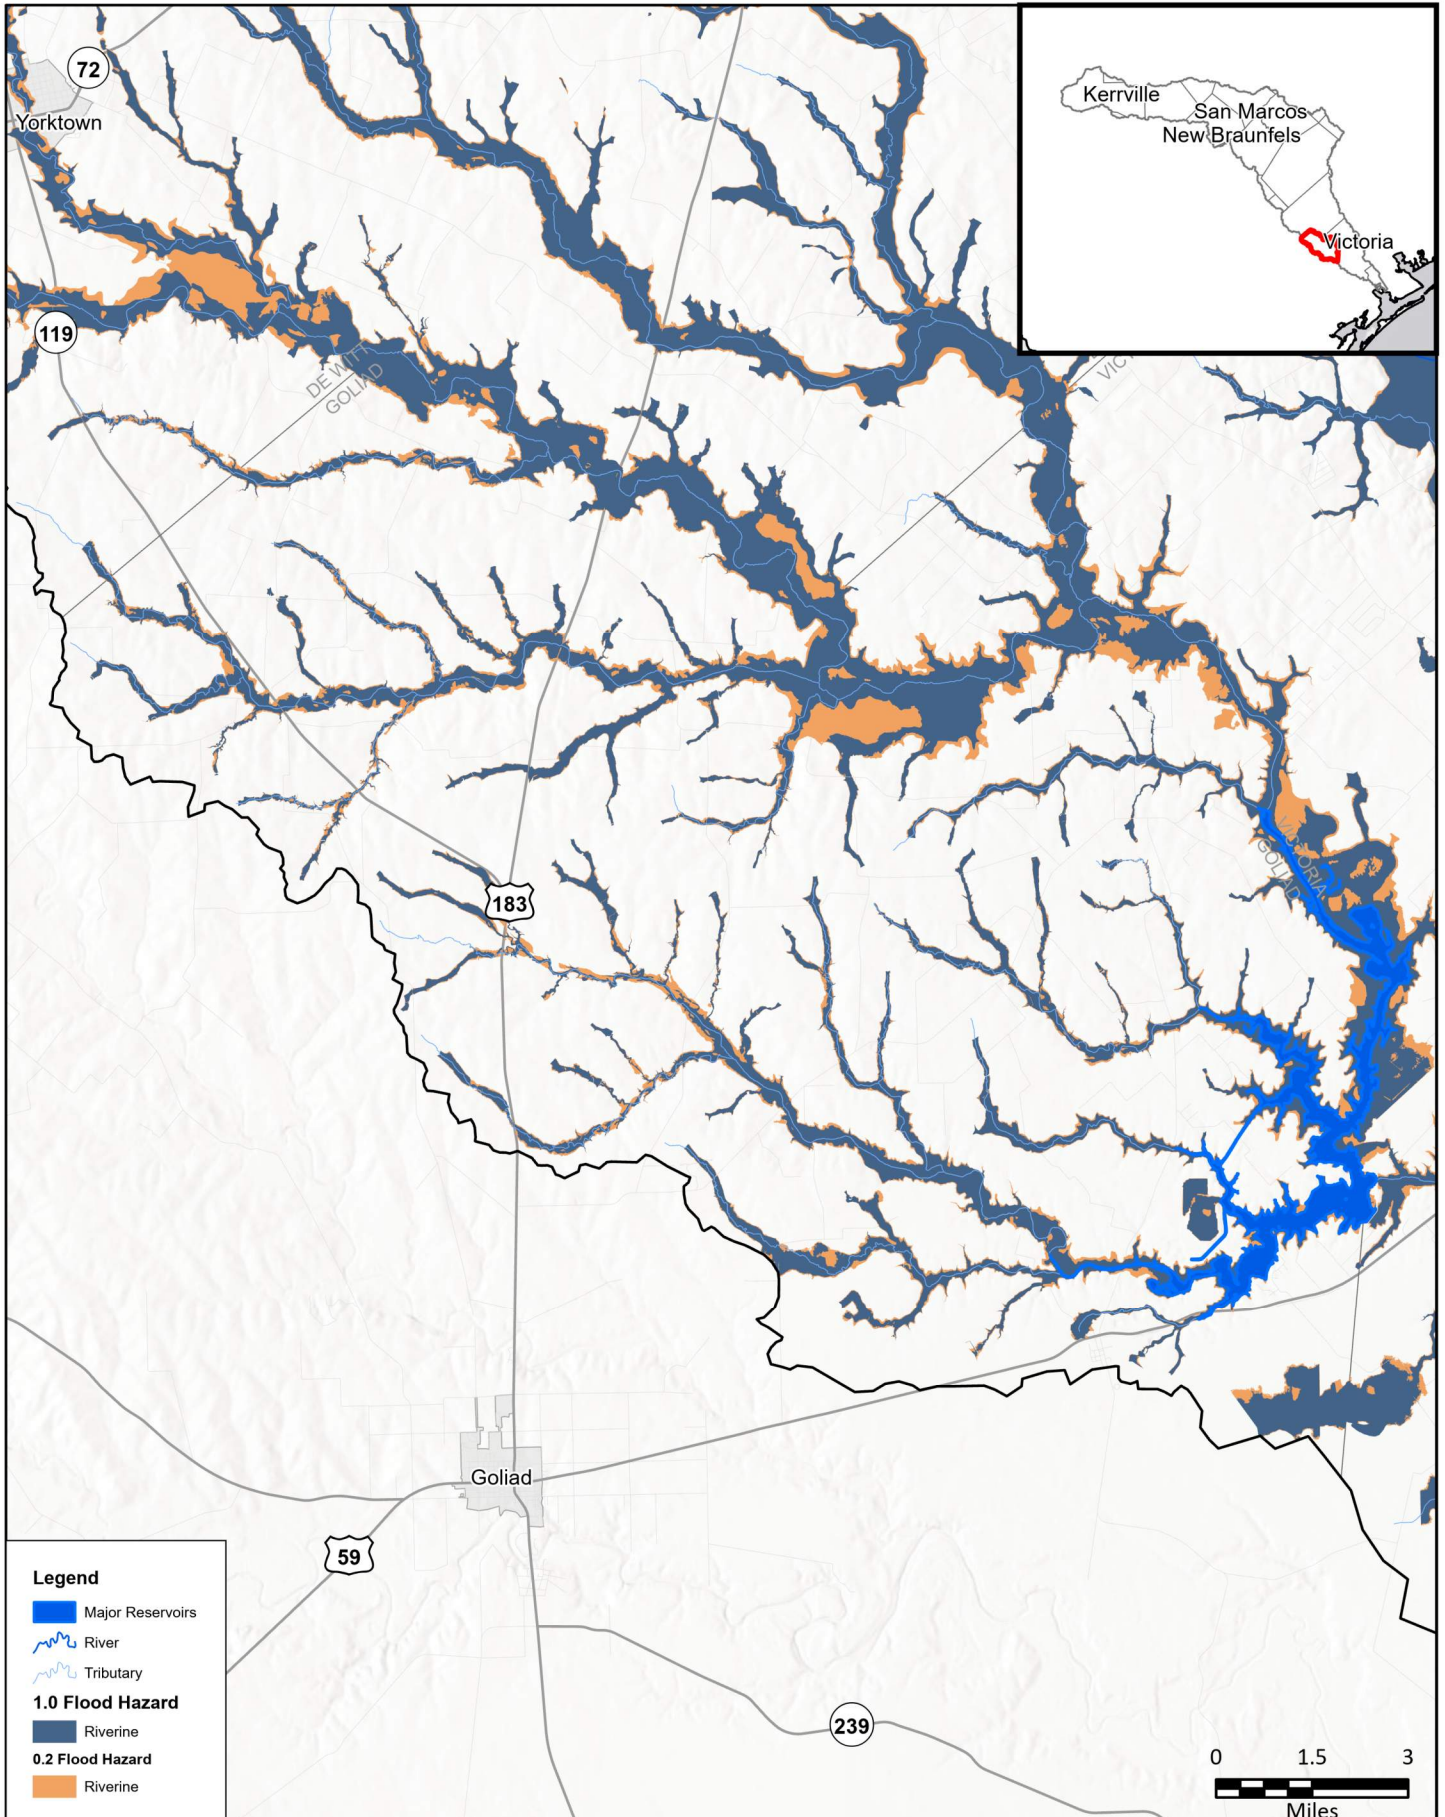 72
Yorktown
Kerrville
San Marcos
New Braunfels
Victoria
119
DE WITT
GOLIAD
VICT
VICTORIA
GOLIAD
183
Goliad
59
239
Legend
Major Reservoirs
River
Tributary
1.0 Flood Hazard
Riverine
0.2 Flood Hazard
Riverine
0 1.5 3
Miles